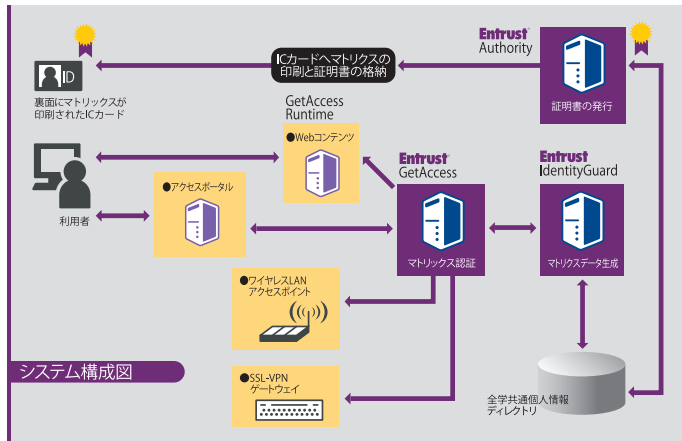 ICカードへマトリクスの
印刷と証明書の格納
Entrust
Authority
証明書の発行
ID
裏面にマトリックスが
印刷されたICカード
GetAccess
Runtime
●Webコンテンツ
利用者
●アクセスポータル
Entrust
GetAccess
マトリックス認証
Entrust
IdentityGuard
マトリクスデータ生成
●ワイヤレスLAN
アクセスポイント
●SSL-VPN
ゲートウェイ
全学共通個人情報
ディレクトリ
システム構成図